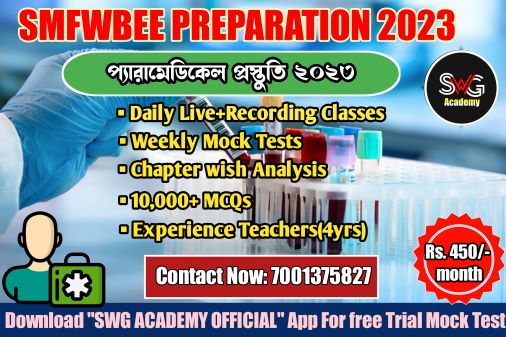 SMFWBEE PREPARATION 2023
প্যারামেডিকেল প্রস্তুতি ২০২৩
SWG
Academy
▪ Daily Live+Recording Classes
▪ Weekly Mock Tests
▪ Chapter wish Analysis
▪ 10,000+ MCQs
▪ Experience Teachers(4yrs)
Contact Now: 7001375827
Rs. 450/-
month
Download "SWG ACADEMY OFFICIAL" App For free Trial Mock Test